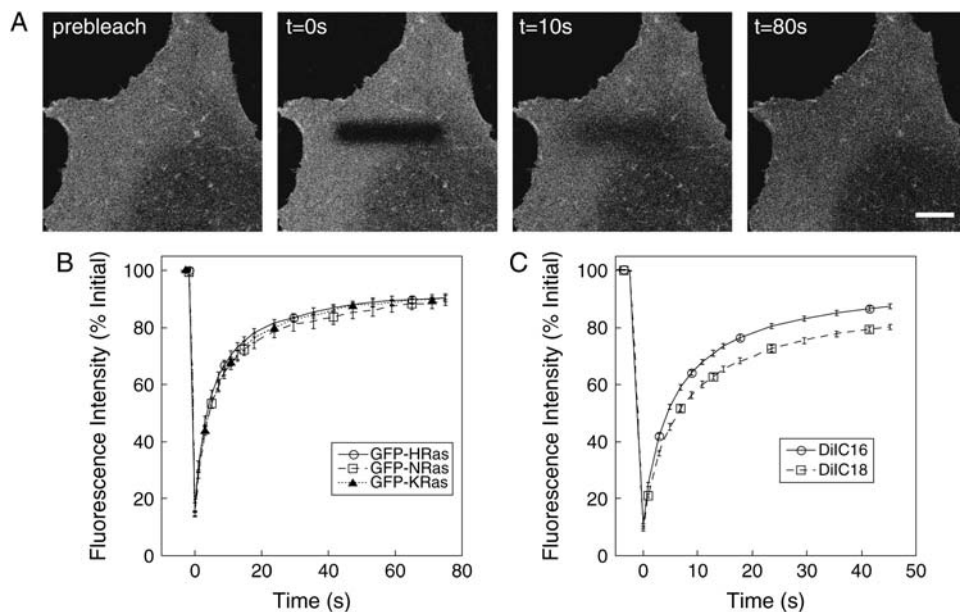 A
prebleach
t=0s
t=10s
t=80s
B
Fluorescence Intensity (% Initial)
100
80
60
40
20
0
GFP-HRas
GFP-NRas
GFP-KRas
0 20 40 60 80
Time (s)
C
Fluorescence Intensity (% Initial)
100
80
60
40
20
0
DiIC16
DiIC18
0 10 20 30 40 50
Time (s)